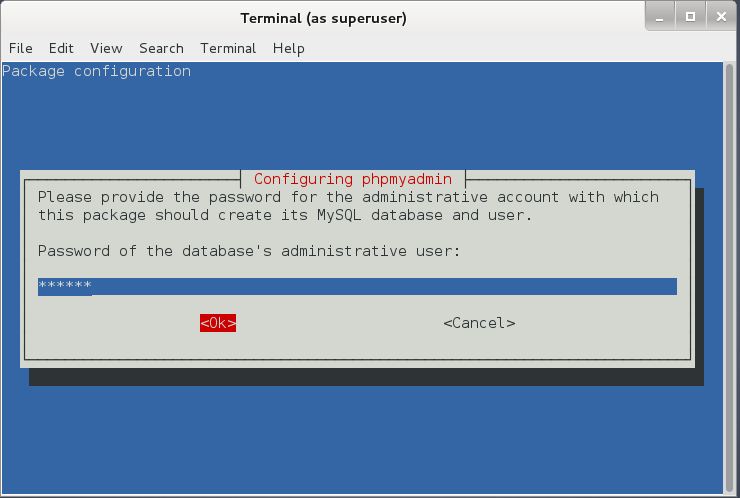 Terminal (as superuser)
File Edit View Search Terminal Help
Package configuration
Configuring phpmyadmin
Please provide the password for the administrative account with which
this package should create its MySQL database and user.
Password of the database's administrative user:
******
<Ok> <Cancel>